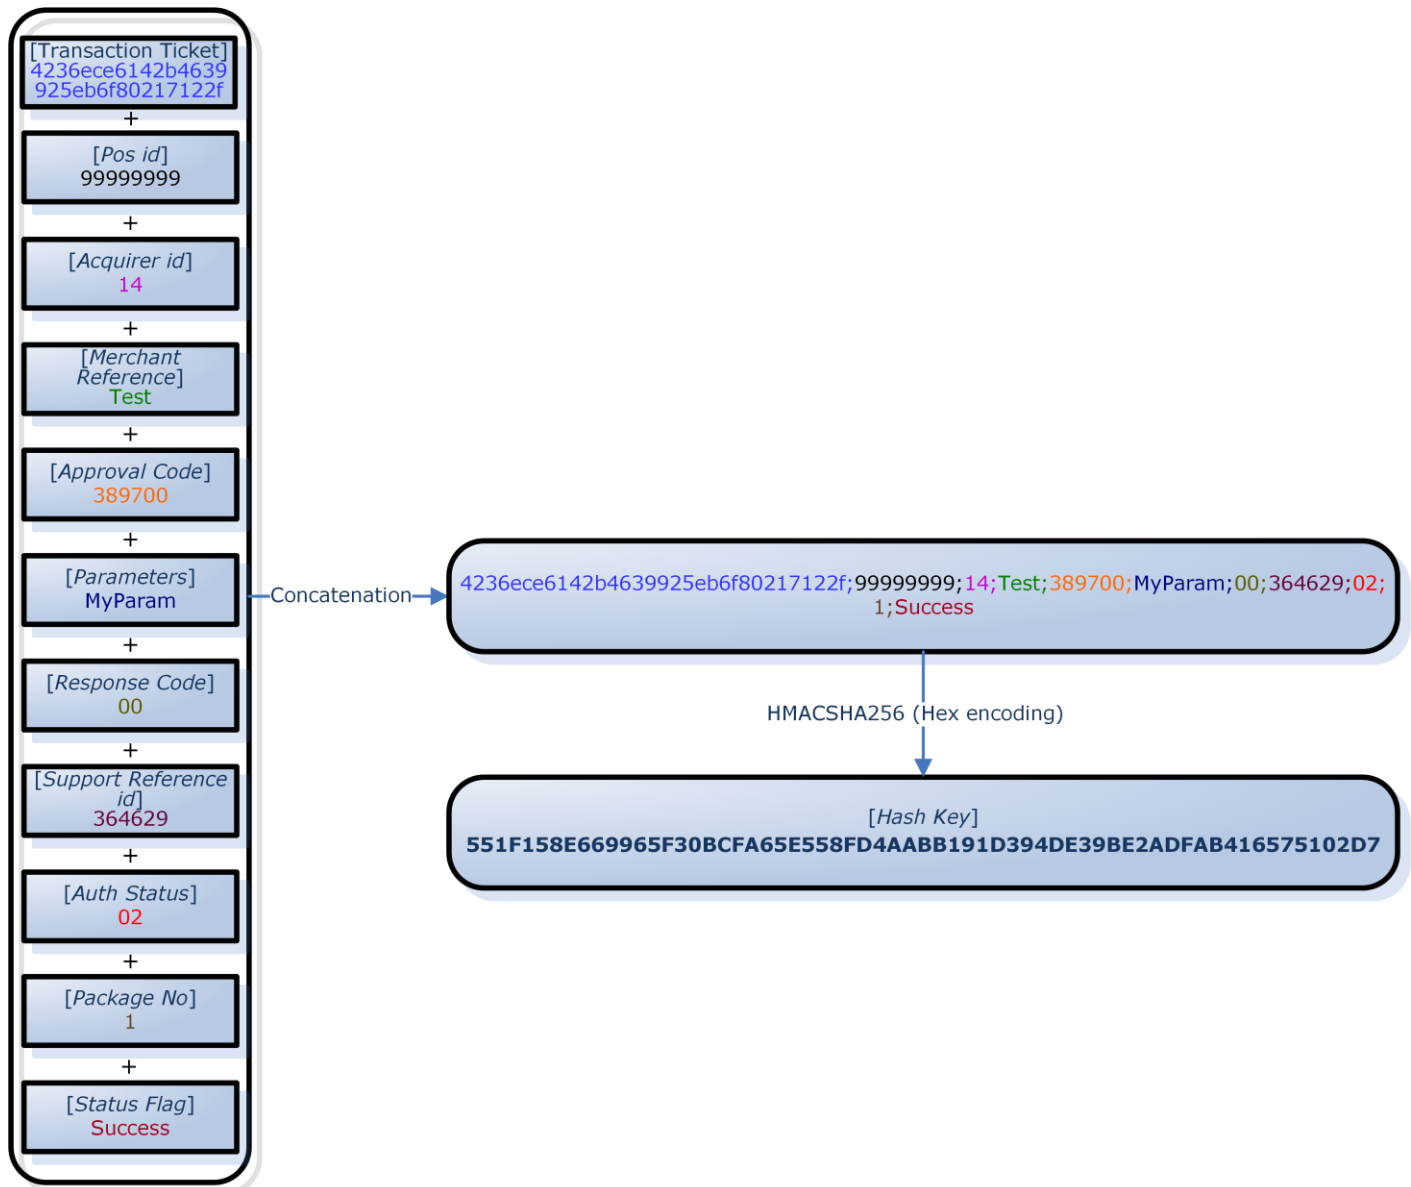 [Transaction Ticket]
4236ece6142b4639
925eb6f80217122f
+
[Pos id]
99999999
+
[Acquirer id]
14
+
[Merchant
Reference]
Test
+
[Approval Code]
389700
+
[Parameters]
MyParam
+
[Response Code]
00
+
[Support Reference
id]
364629
+
[Auth Status]
02
+
[Package No]
1
+
[Status Flag]
Success
Concatenation
4236ece6142b4639925eb6f80217122f;99999999;14;Test;389700;MyParam;00;364629;02;
1;Success
HMACSHA256 (Hex encoding)
[Hash Key]
551F158E669965F30BCFA65E558FD4AABB191D394DE39BE2ADFAB416575102D7